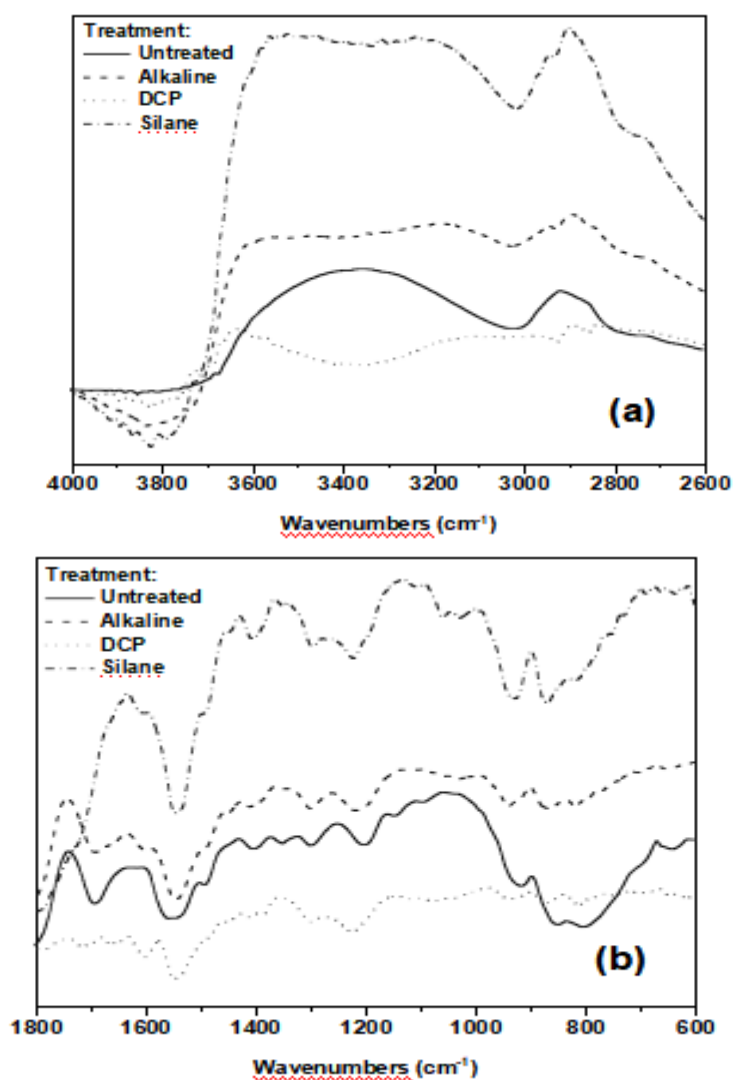 Treatment:
Untreated
Alkaline
DCP
Silane
(a)
4000 3800 3600 3400 3200 3000 2800 2600
Wavenumbers (cm⁻¹)
Treatment:
Untreated
Alkaline
DCP
Silane
(b)
1800 1600 1400 1200 1000 800 600
Wavenumbers (cm⁻¹)